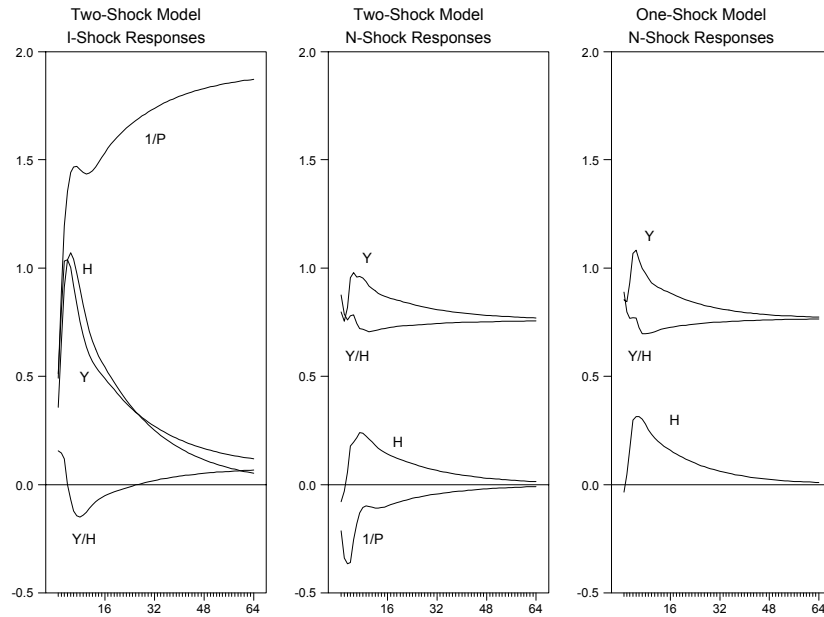 Two-Shock Model
I-Shock Responses
2.0
1.5
1.0
0.5
0.0
-0.5
1/P
H
Y
Y/H
16 32 48 64
Two-Shock Model
N-Shock Responses
2.0
1.5
1.0
0.5
0.0
-0.5
Y
Y/H
H
1/P
16 32 48 64
One-Shock Model
N-Shock Responses
2.0
1.5
1.0
0.5
0.0
-0.5
Y
Y/H
H
16 32 48 64